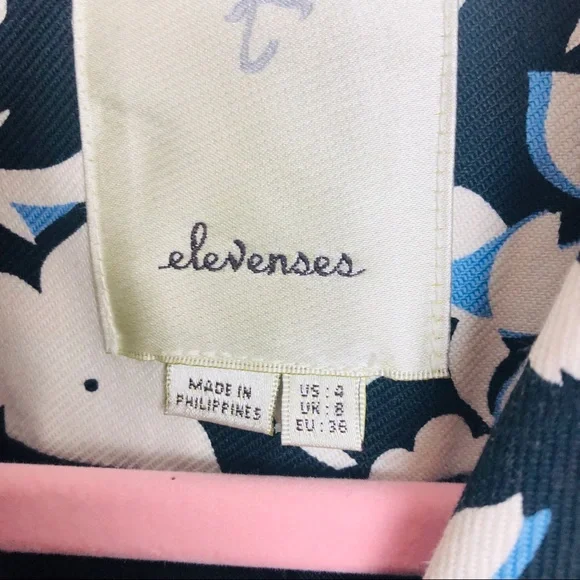 elevenses
MADE IN
PHILIPPINES
US : 4
UK : 8
EU : 36